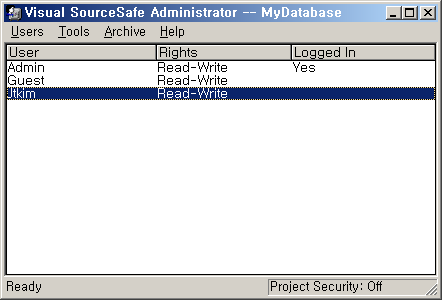 Visual SourceSafe Administrator -- MyDatabase
Users Tools Archive Help
User Rights Logged In
Admin Read-Write Yes
Guest Read-Write
Jtkim Read-Write
Ready Project Security: Off